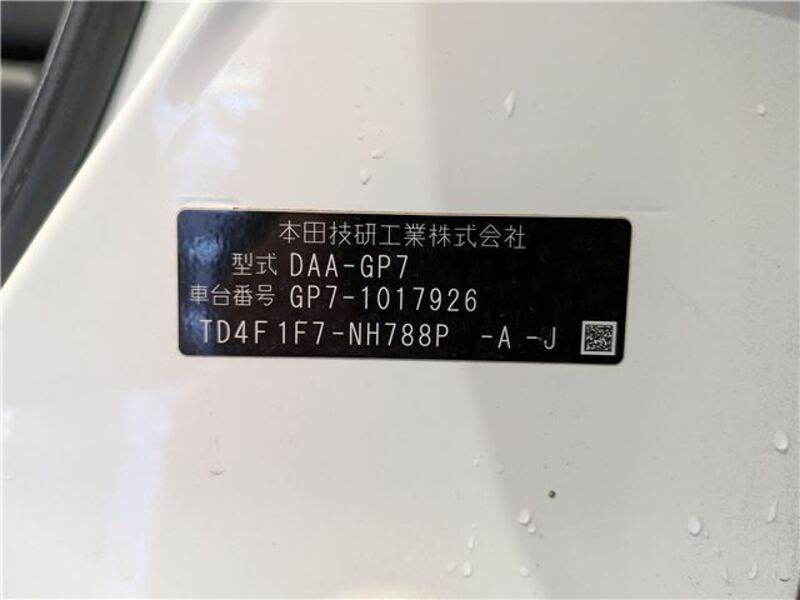 本田技研工業株式会社
型式 DAA-GP7
車台番号 GP7-1017926
TD4F1F7-NH788P -A-J